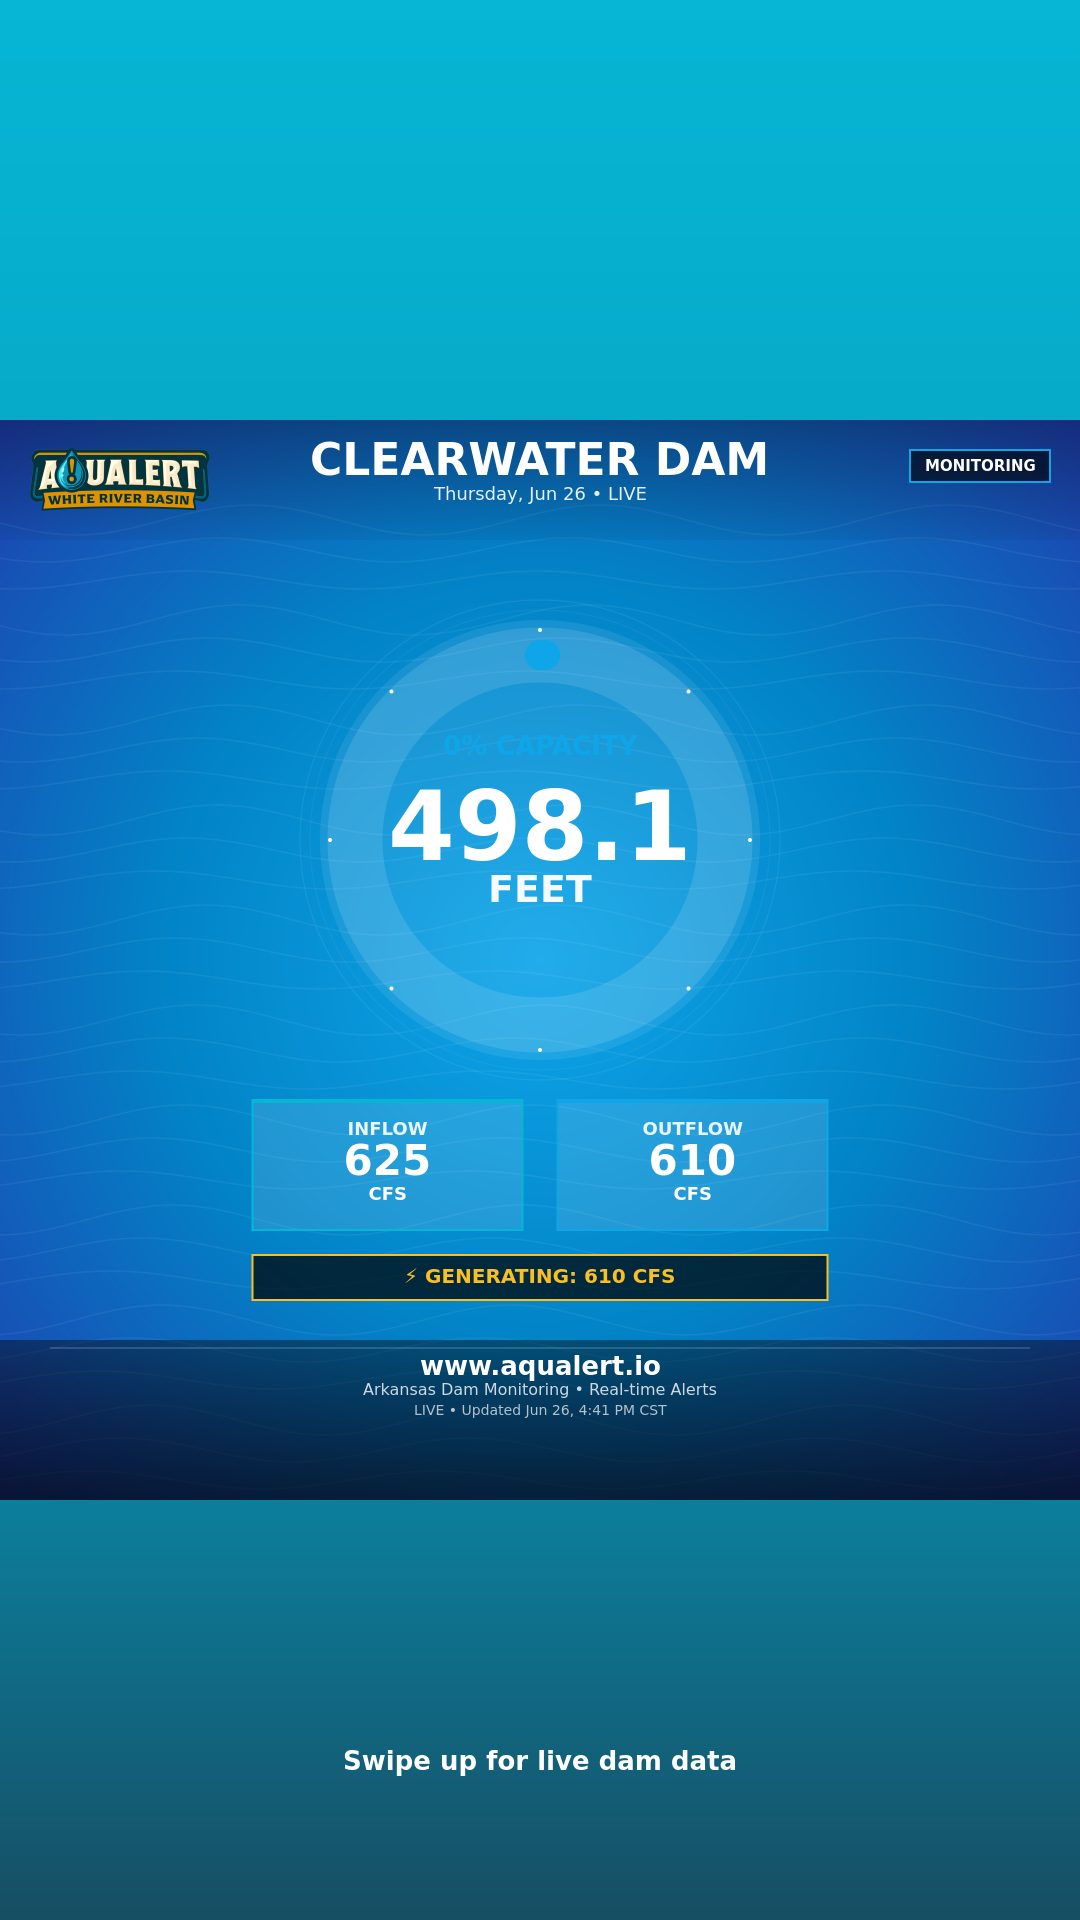 AQUALERT
WHITE RIVER BASIN
CLEARWATER DAM
Thursday, Jun 26 • LIVE
MONITORING
0% CAPACITY
498.1
FEET
INFLOW
625
CFS
OUTFLOW
610
CFS
⚡ GENERATING: 610 CFS
www.aqualert.io
Arkansas Dam Monitoring • Real-time Alerts
LIVE • Updated Jun 26, 4:41 PM CST
Swipe up for live dam data